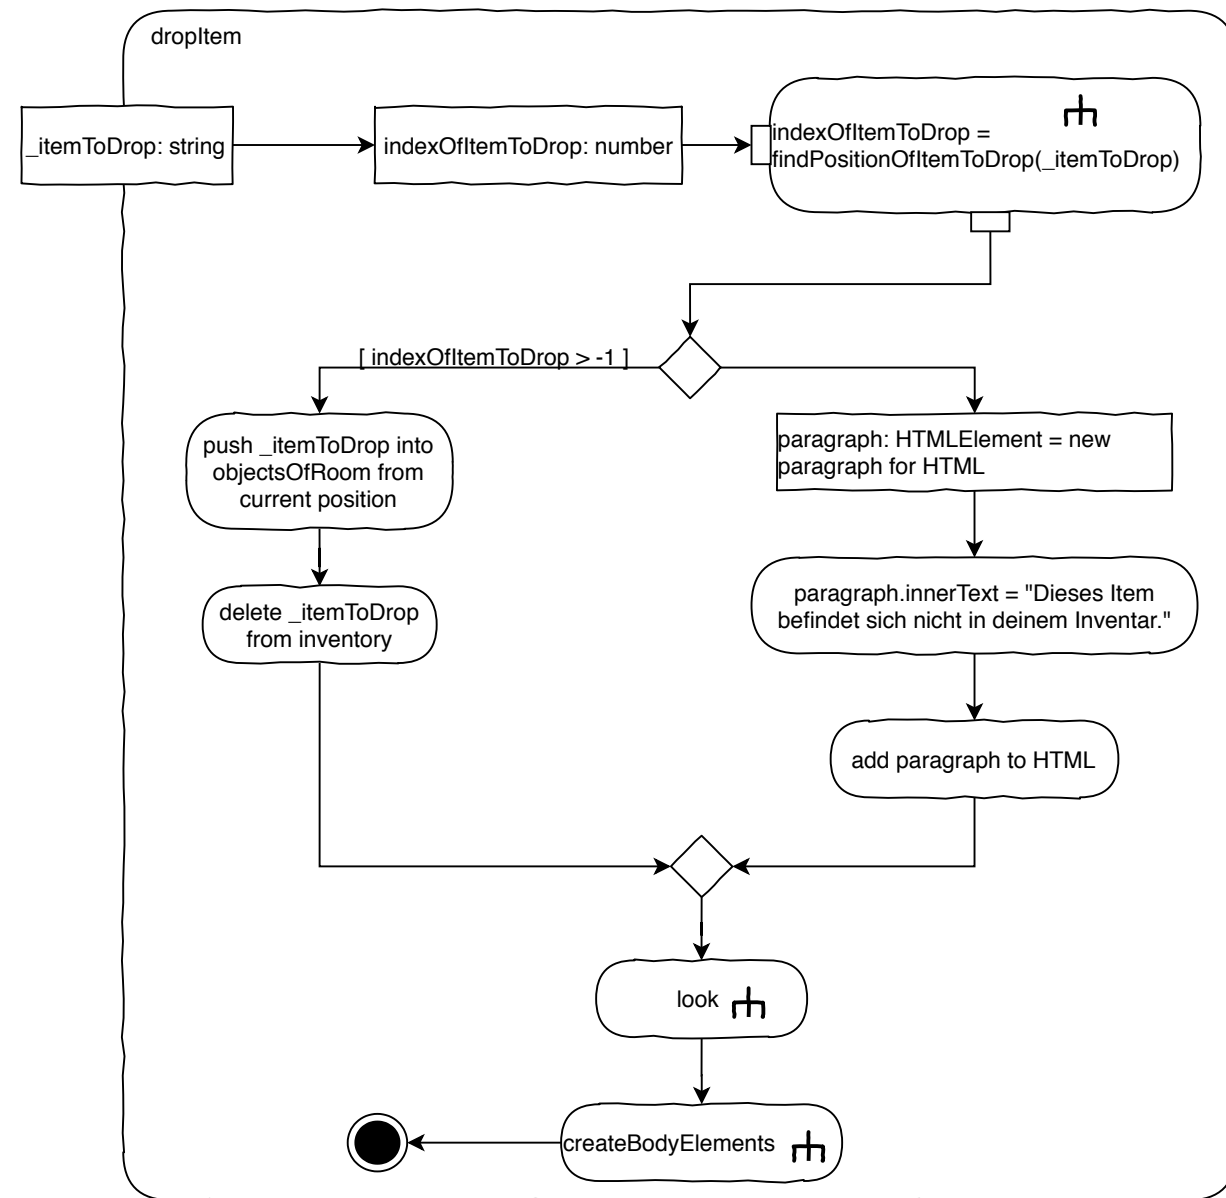 dropItem
_itemToDrop: string
indexOfItemToDrop: number
indexOfItemToDrop =
findPositionOfItemToDrop(_itemToDrop)
[ indexOfItemToDrop > -1 ]
push _itemToDrop into
objectsOfRoom from
current position
paragraph: HTMLElement = new
paragraph for HTML
delete _itemToDrop
from inventory
paragraph.innerText = "Dieses Item
befindet sich nicht in deinem Inventar."
add paragraph to HTML
look
createBodyElements